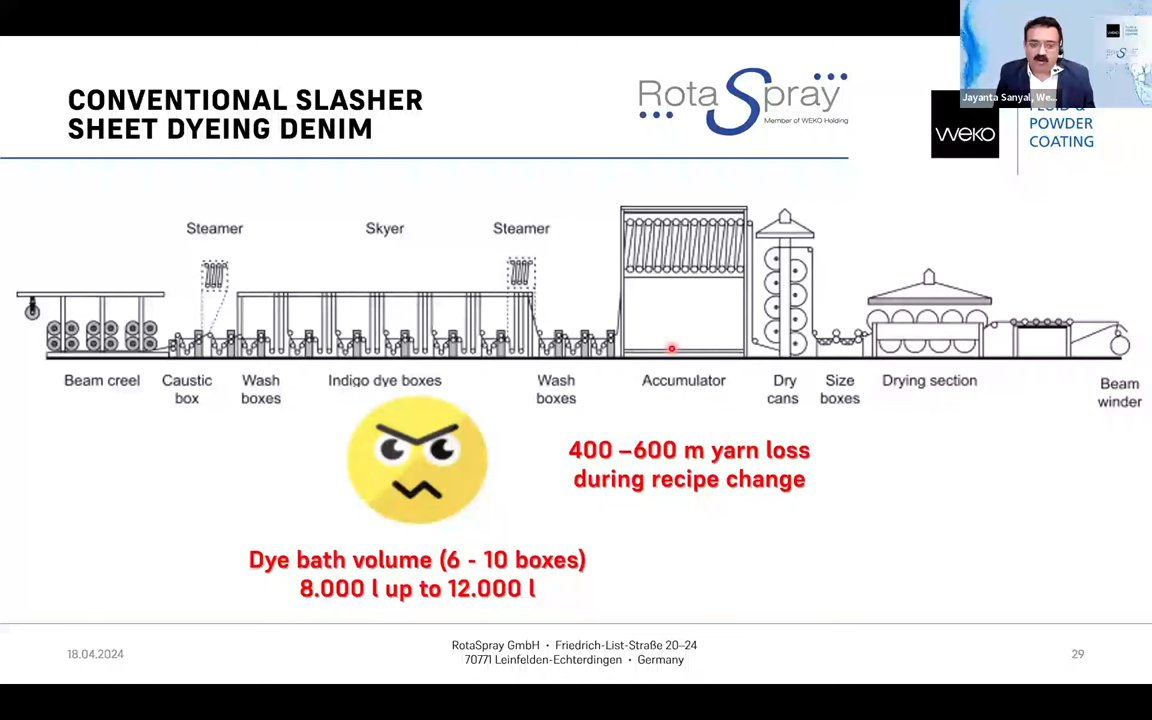 CONVENTIONAL SLASHER
SHEET DYEING DENIM
RotaSpray
Member of WEKO Holding
Jayanta Sanyal, We...
WEKO
FLUID &
POWDER
COATING
Steamer
Skyer
Steamer
Beam creel
Caustic
box
Wash
boxes
Indigo dye boxes
Wash
boxes
Accumulator
Dry
cans
Size
boxes
Drying section
Beam
winder
400 –600 m yarn loss
during recipe change
Dye bath volume (6 - 10 boxes)
8.000 l up to 12.000 l
18.04.2024
RotaSpray GmbH • Friedrich-List-Straße 20–24
70771 Leinfelden-Echterdingen • Germany
29